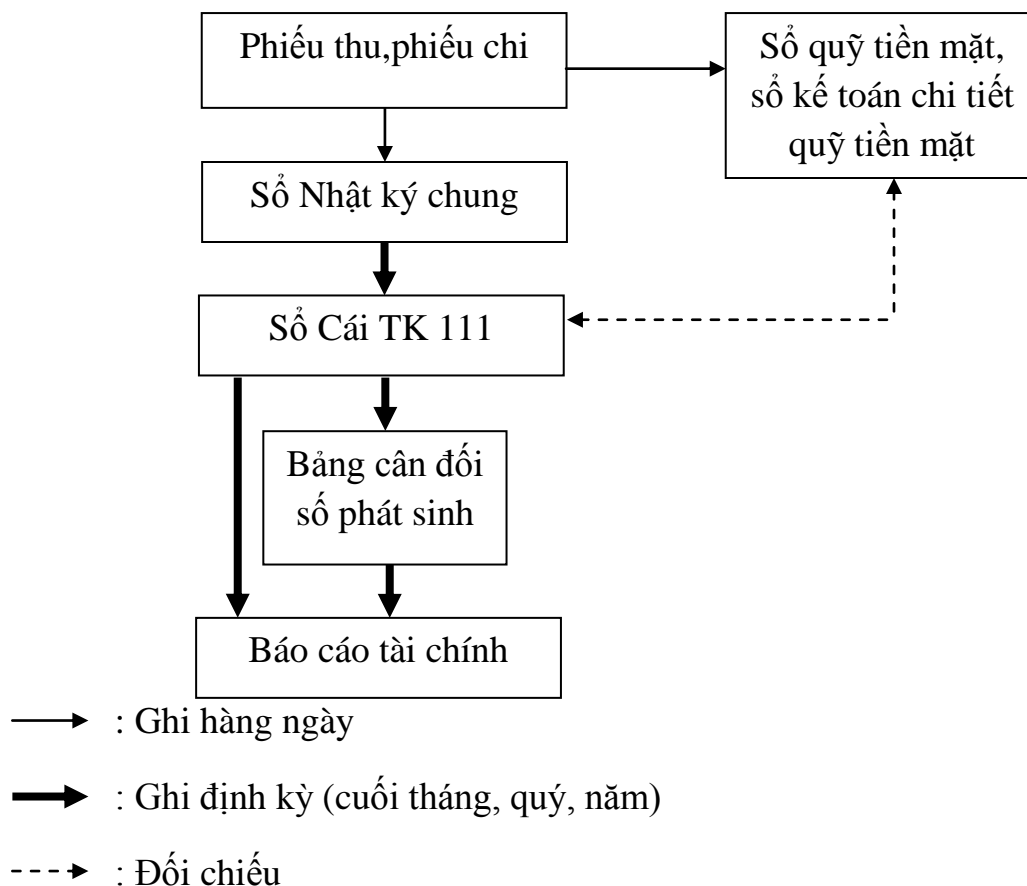 Phiếu thu,phiếu chi
Sổ quỹ tiền mặt,
sổ kế toán chi tiết
quỹ tiền mặt
Sổ Nhật ký chung
Sổ Cái TK 111
Bảng cân đối
số phát sinh
Báo cáo tài chính
: Ghi hàng ngày
: Ghi định kỳ (cuối tháng, quý, năm)
: Đối chiếu